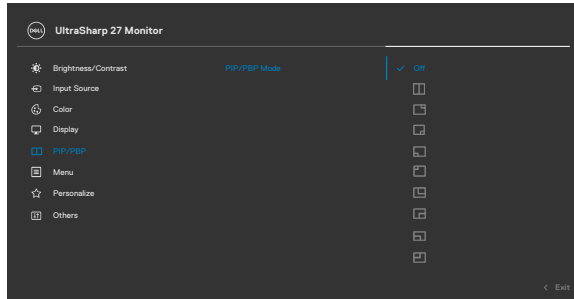 DELL UltraSharp 27 Monitor
Brightness/Contrast PIP/PBP Mode Off
Input Source
Color
Display
PIP/PBP
Menu
Personalize
Others
Exit